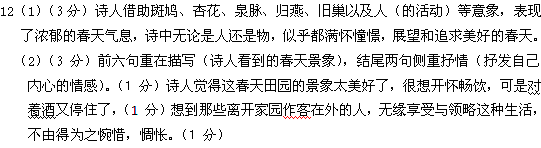 12（1）（3 分）诗人借助斑鸠、杏花、泉脉、归燕、旧巢以及人（的活动）等意象，表现
了浓郁的春天气息，诗中无论是人还是物，似乎都满怀憧憬，展望和追求美好的春天。
（2）（3 分）前六句重在描写（诗人看到的春天景象），结尾两句侧重抒情（抒发自己
内心的情感）。（1 分）诗人觉得这春天田园的景象太美好了，很想开怀畅饮，可是对
着酒又停住了，（1 分）想到那些离开家园作客在外的人，无缘享受与领略这种生活，
不由得为之惋惜，惆怅。（1 分）